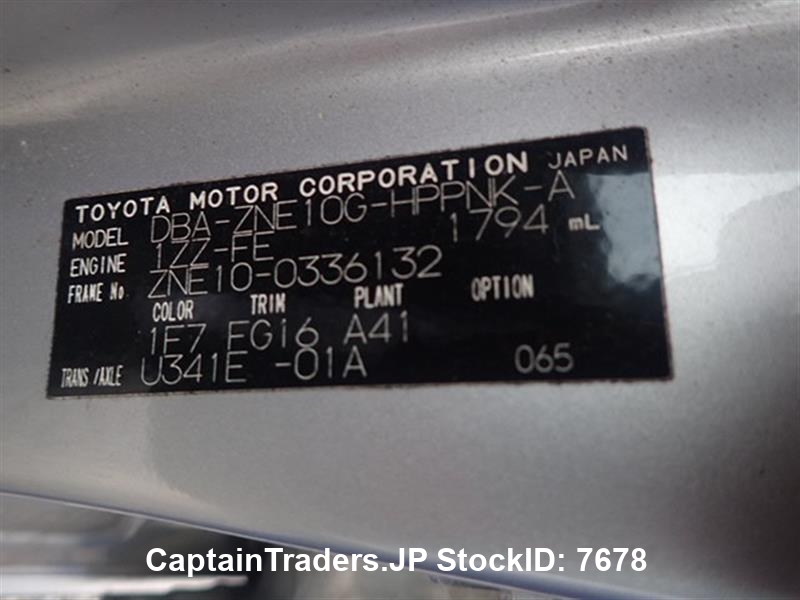 TOYOTA MOTOR CORPORATION JAPAN
MODEL DBA-ZNE10G-HPPNK-A
ENGINE 1ZZ-FE 1794 mL
FRAME No. ZNE10-0336132
COLOR TRIM PLANT OPTION
1F7 FG16 A41
TRANS/AXLE U341E -01A 065
CaptainTraders.JP StockID: 7678